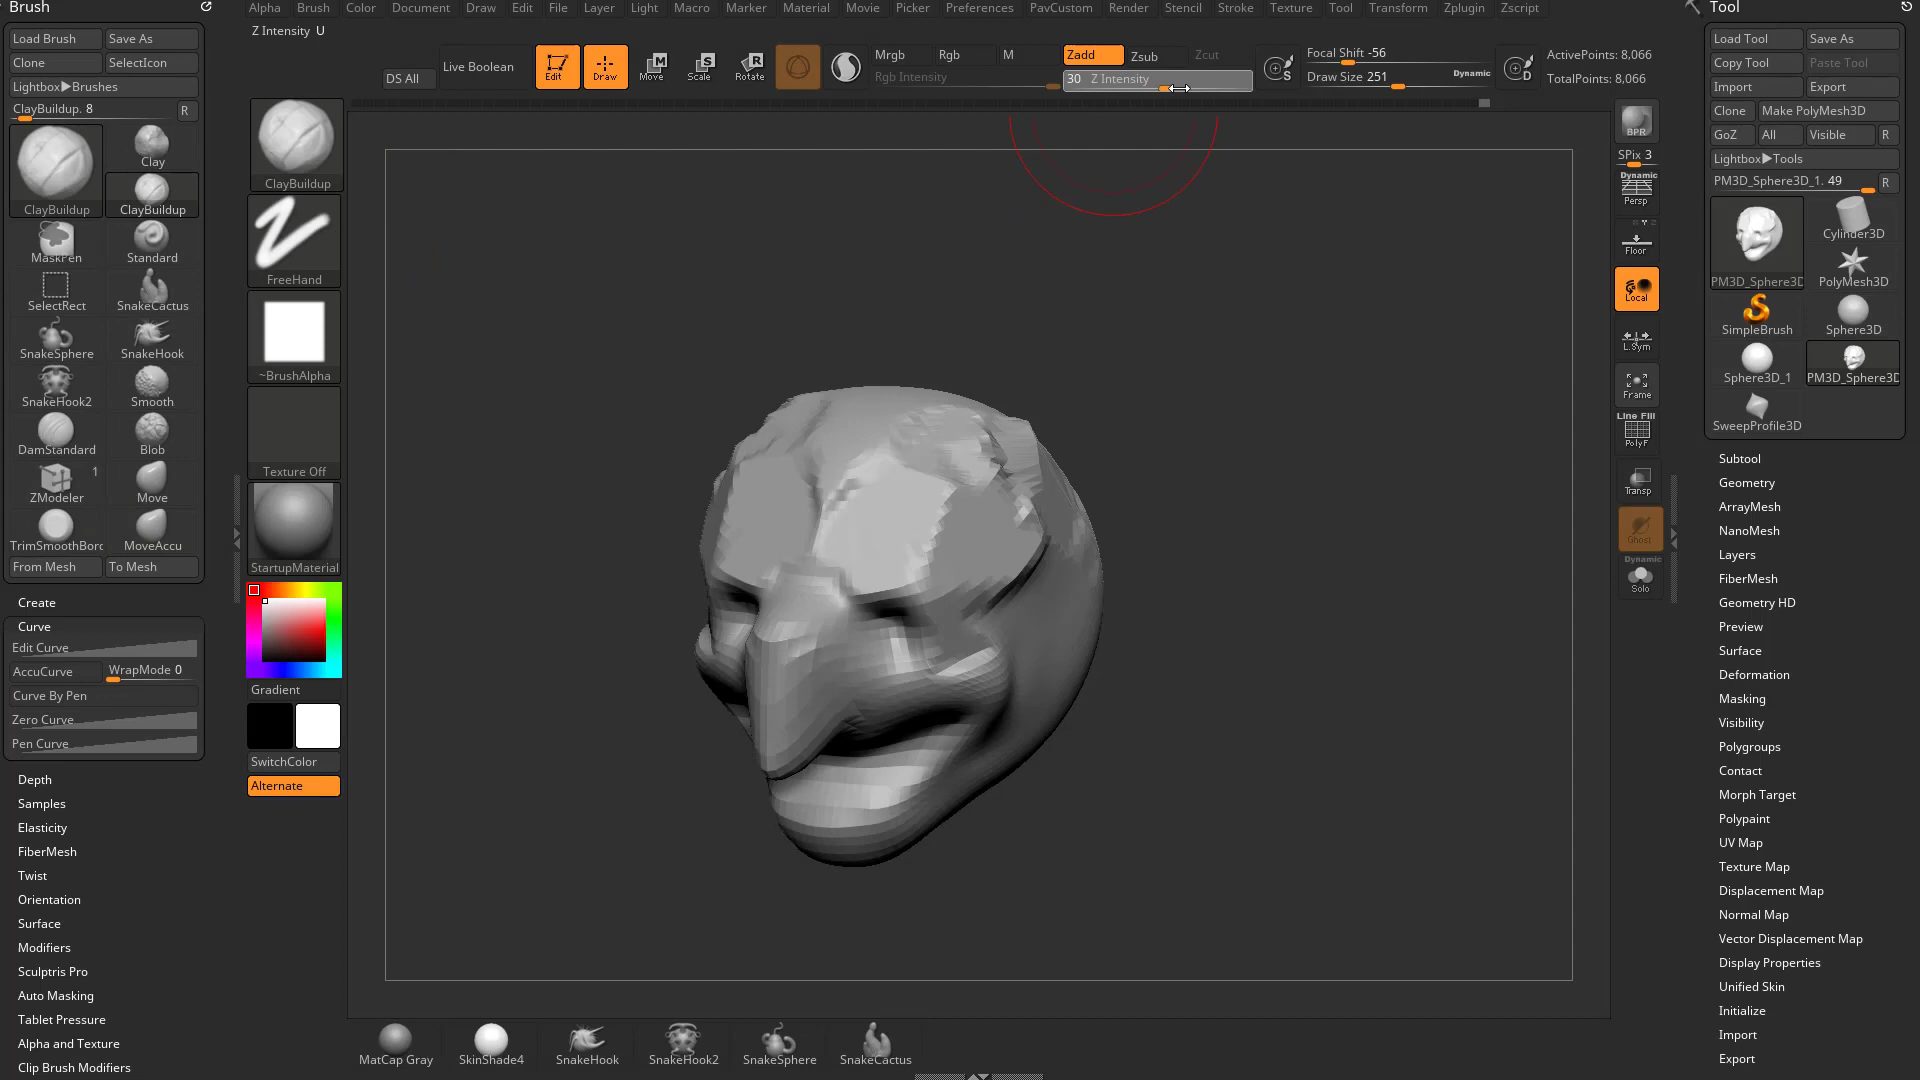 Brush
Alpha Brush Color Document Draw Edit File Layer Light Macro Marker Material Movie Picker Preferences PavCustom Render Stencil Stroke Texture Tool Transform Zplugin Zscript
Tool
Z Intensity U
Load Brush Save As
Clone SelectIcon
Lightbox▶Brushes
ClayBuildup. 8 R
Clay
ClayBuildup ClayBuildup
MaskPen Standard
SelectRect SnakeCactus
SnakeSphere SnakeHook
SnakeHook2 Smooth
DamStandard Blob
1
ZModeler Move
TrimSmoothBorc MoveAccu
From Mesh To Mesh
Create
Curve
Edit Curve
AccuCurve WrapMode 0
Curve By Pen
Zero Curve
Pen Curve
Depth
Samples
Elasticity
FiberMesh
Twist
Orientation
Surface
Modifiers
Sculptris Pro
Auto Masking
Tablet Pressure
Alpha and Texture
Clip Brush Modifiers
DS All
Live Boolean
Edit
Draw
Move
Scale
Rotate
Mrgb Rgb M
Rgb Intensity
Zadd Zsub Zcut
30 Z Intensity
S
Focal Shift -56
Draw Size 251 Dynamic
D
ActivePoints: 8,066
TotalPoints: 8,066
ClayBuildup
FreeHand
~BrushAlpha
Texture Off
StartupMaterial
Gradient
SwitchColor
Alternate
MatCap Gray SkinShade4 SnakeHook SnakeHook2 SnakeSphere SnakeCactus
BPR
SPix 3
Dynamic
Persp
Floor
Local
L.Sym
Frame
Line Fill
PolyF
Transp
Ghost
Dynamic
Solo
Load Tool Save As
Copy Tool Paste Tool
Import Export
Clone Make PolyMesh3D
GoZ All Visible R
Lightbox▶Tools
PM3D_Sphere3D_1. 49 R
Cylinder3D
PM3D_Sphere3D PolyMesh3D
SimpleBrush Sphere3D
Sphere3D_1 PM3D_Sphere3D
SweepProfile3D
Subtool
Geometry
ArrayMesh
NanoMesh
Layers
FiberMesh
Geometry HD
Preview
Surface
Deformation
Masking
Visibility
Polygroups
Contact
Morph Target
Polypaint
UV Map
Texture Map
Displacement Map
Normal Map
Vector Displacement Map
Display Properties
Unified Skin
Initialize
Import
Export